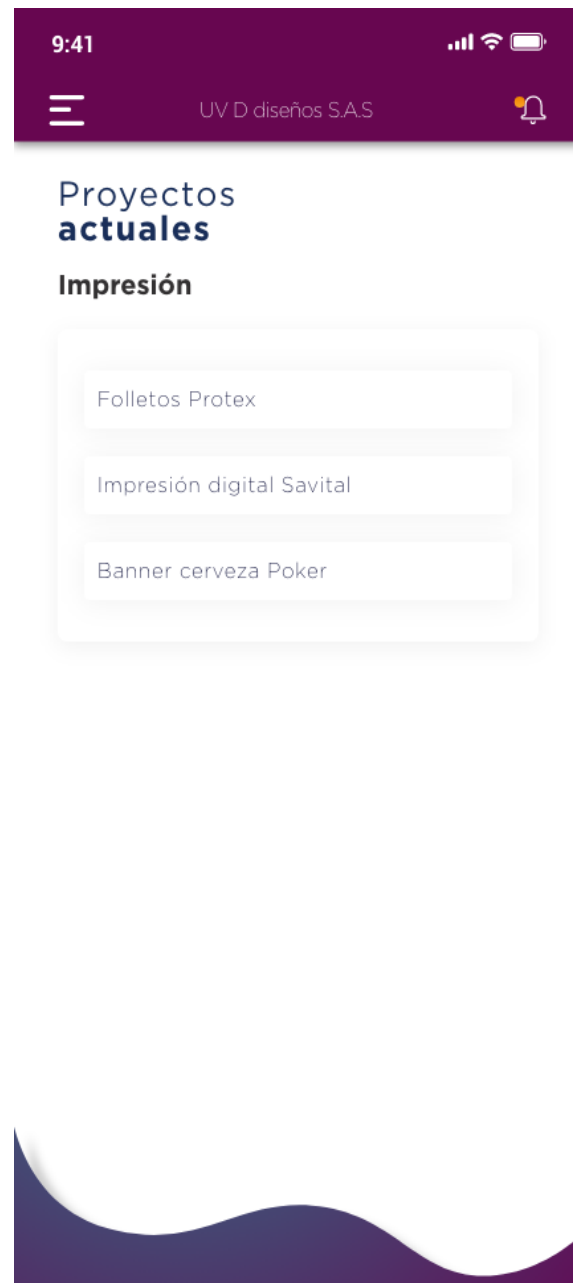 9:41
UV D diseños S.A.S
Proyectos
actuales
Impresión
Folletos Protex
Impresión digital Savital
Banner cerveza Poker